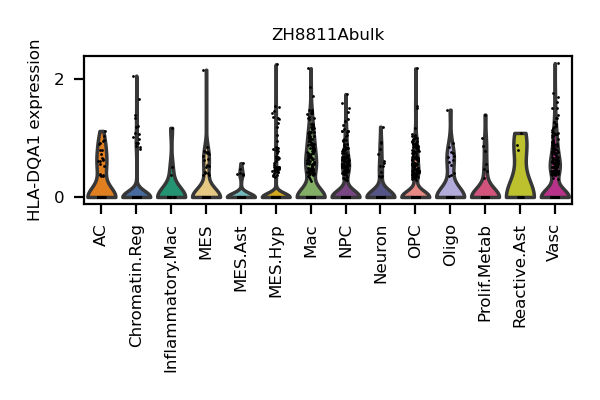 ZH8811Abulk
HLA-DQA1 expression
2
0
AC
Chromatin.Reg
Inflammatory.Mac
MES
MES.Ast
MES.Hyp
Mac
NPC
Neuron
OPC
Oligo
Prolif.Metab
Reactive.Ast
Vasc